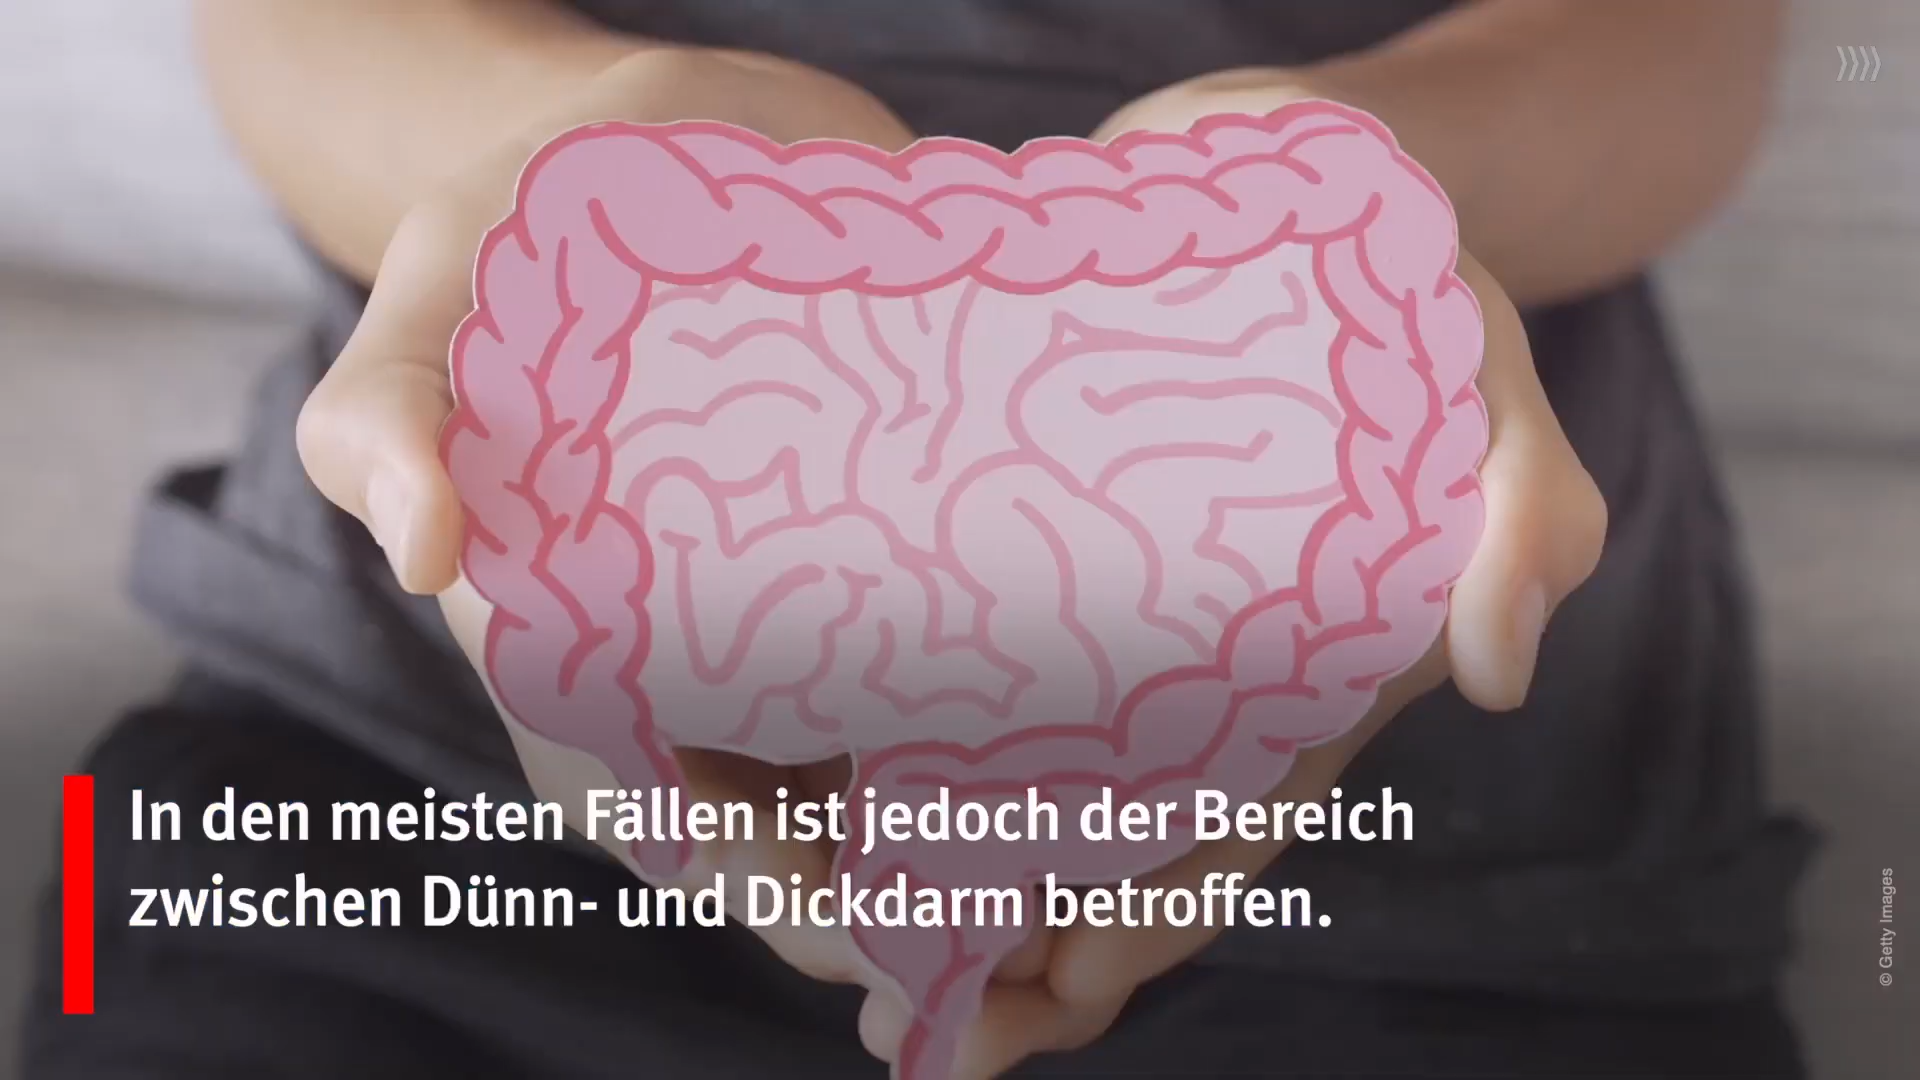 In den meisten Fällen ist jedoch der Bereich
zwischen Dünn- und Dickdarm betroffen.
© Getty Images